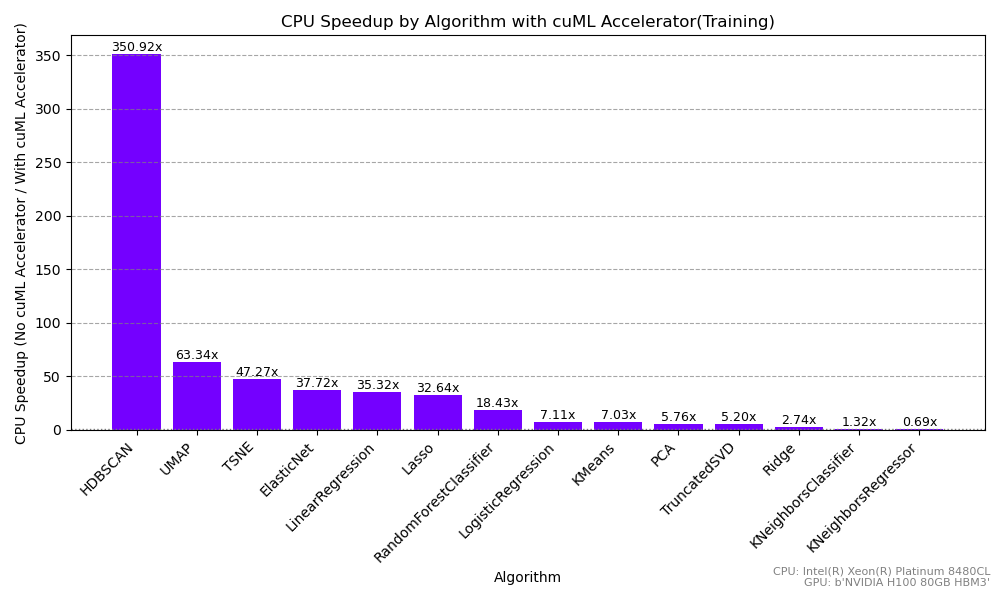 CPU Speedup by Algorithm with cuML Accelerator(Training)
CPU Speedup (No cuML Accelerator / With cuML Accelerator)
350
300
250
200
150
100
50
0
350.92x
63.34x
47.27x
37.72x
35.32x
32.64x
18.43x
7.11x
7.03x
5.76x
5.20x
2.74x
1.32x
0.69x
HDBSCAN
UMAP
TSNE
ElasticNet
LinearRegression
Lasso
RandomForestClassifier
LogisticRegression
KMeans
PCA
TruncatedSVD
Ridge
KNeighborsClassifier
KNeighborsRegressor
Algorithm
CPU: Intel(R) Xeon(R) Platinum 8480CL
GPU: b'NVIDIA H100 80GB HBM3'